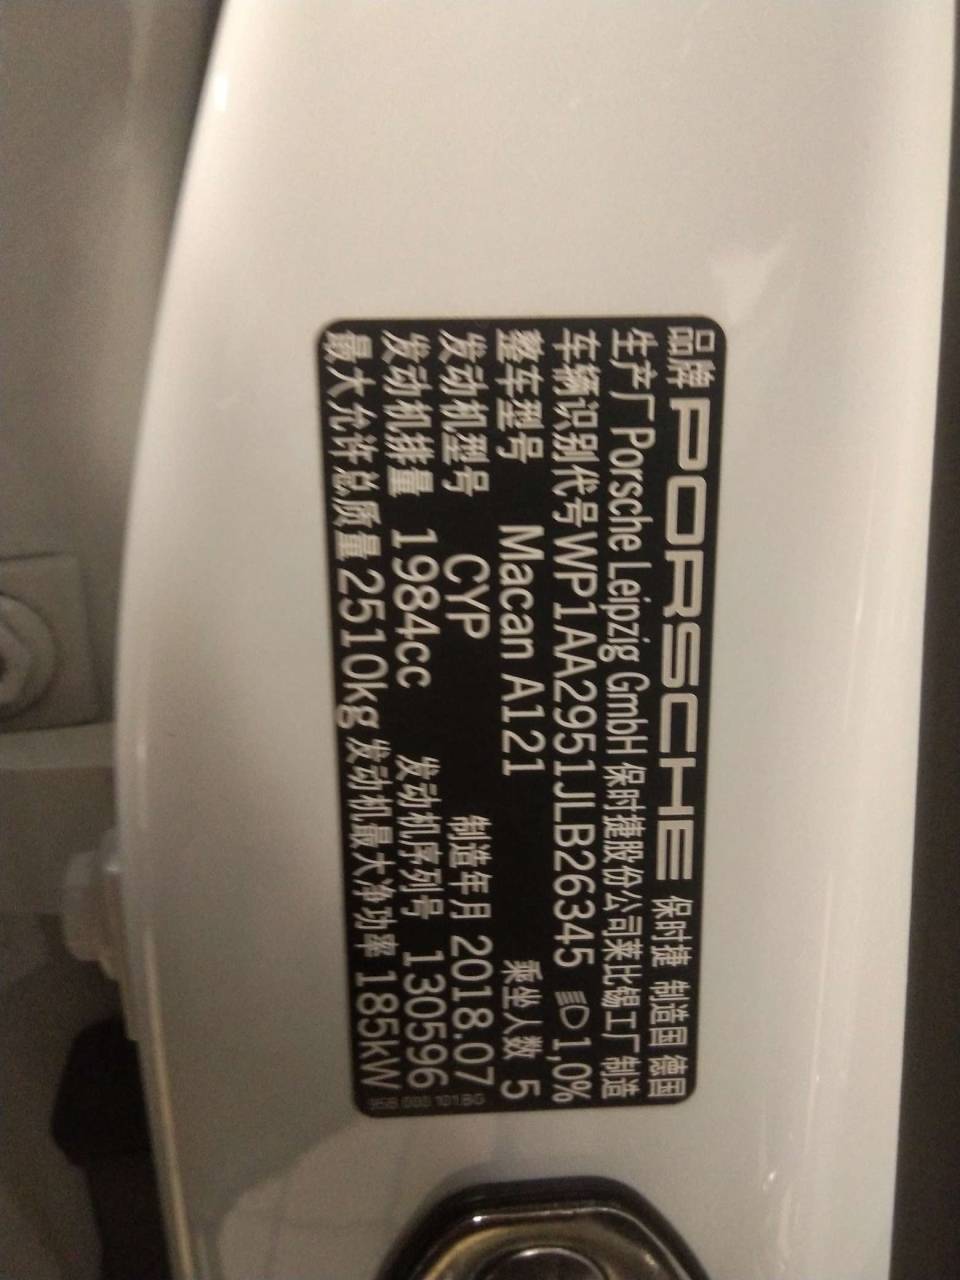 品牌 PORSCHE 保时捷 制造国 德国
生产厂 Porsche Leipzig GmbH 保时捷股份公司莱比锡工厂 制造
车辆识别代号 WP1AA2951JLB26345 1,0%
整车型号 Macan A121 乘坐人数 5
发动机型号 CYP 制造年月 2018.07
发动机排量 1984cc 发动机序列号 130596
最大允许总质量 2510kg 发动机最大净功率 185kW
95B 000 101.BG